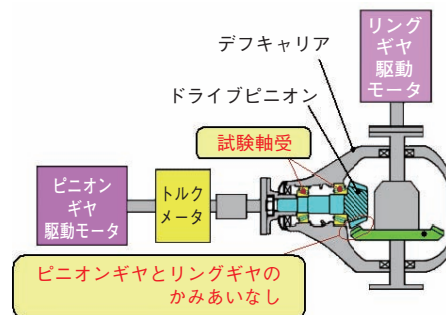 リング
ギヤ
駆動
モータ
デフキャリア
ドライブピニオン
試験軸受
ピニオン
ギヤ
駆動モータ
トルク
メータ
ピニオンギヤとリングギヤの
かみあいなし